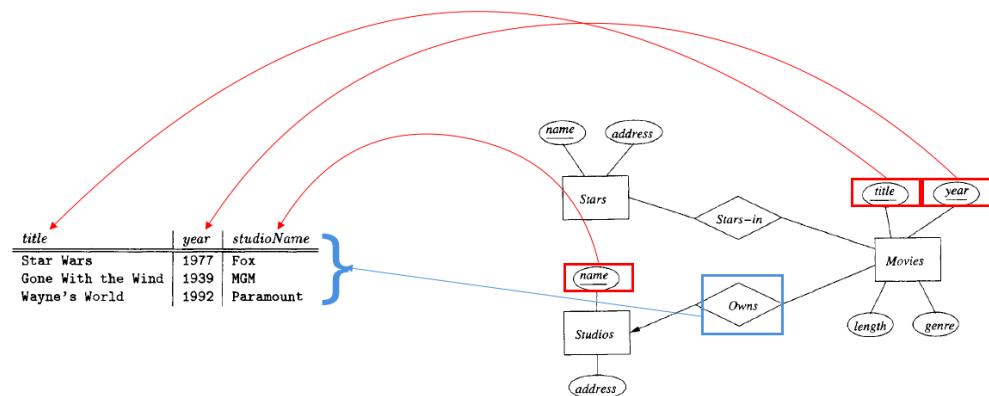 title year studioName
Star Wars 1977 Fox
Gone With the Wind 1939 MGM
Wayne's World 1992 Paramount
name address
Stars
Stars-in
title year
Movies
length genre
name
Owns
Studios
address